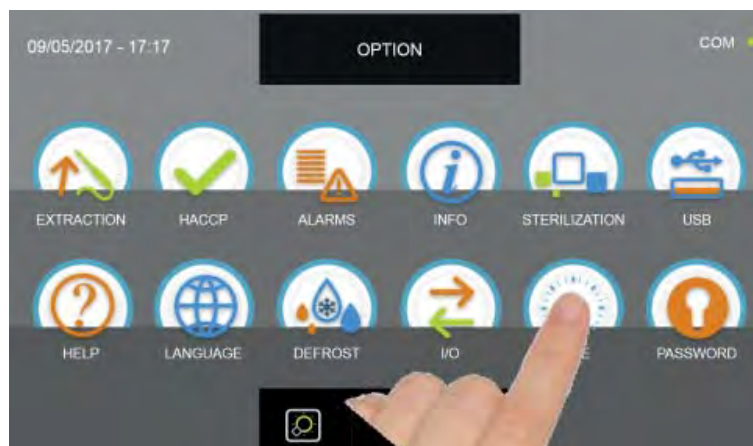 09/05/2017 - 17:17
OPTION
COM
EXTRACTION
HACCP
ALARMS
INFO
STERILIZATION
USB
HELP
LANGUAGE
DEFROST
I/O
PASSWORD